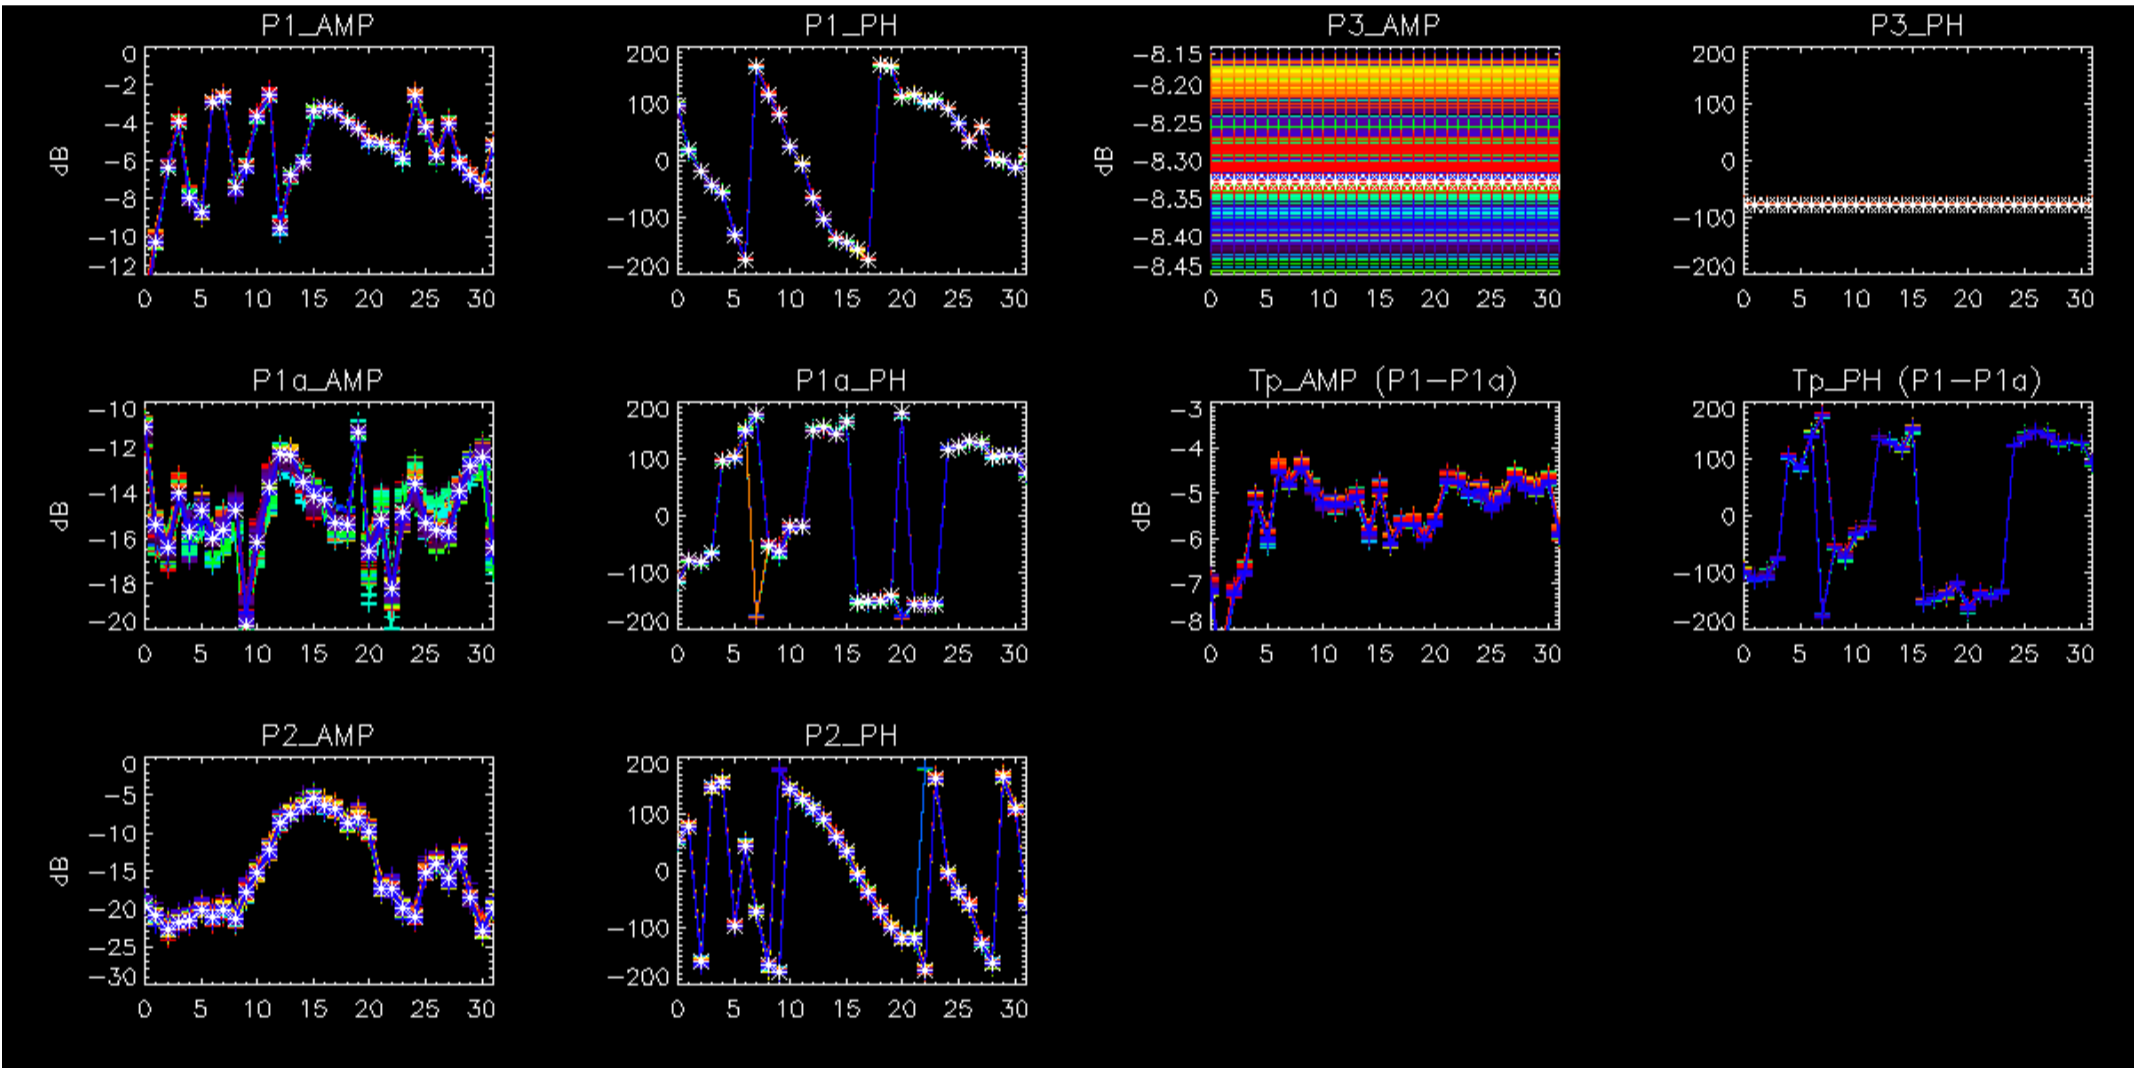 P1_AMP
P1_PH
P3_AMP
P3_PH
0
-2
-4
-6
-8
-10
-12
dB
0 5 10 15 20 25 30
200
100
0
-100
-200
0 5 10 15 20 25 30
-8.15
-8.20
-8.25
-8.30
-8.35
-8.40
-8.45
dB
0 5 10 15 20 25 30
200
100
0
-100
-200
0 5 10 15 20 25 30
P1a_AMP
P1a_PH
Tp_AMP (P1-P1a)
Tp_PH (P1-P1a)
-10
-12
-14
-16
-18
-20
dB
0 5 10 15 20 25 30
200
100
0
-100
-200
0 5 10 15 20 25 30
-3
-4
-5
-6
-7
-8
dB
0 5 10 15 20 25 30
200
100
0
-100
-200
0 5 10 15 20 25 30
P2_AMP
P2_PH
0
-5
-10
-15
-20
-25
-30
dB
0 5 10 15 20 25 30
200
100
0
-100
-200
0 5 10 15 20 25 30